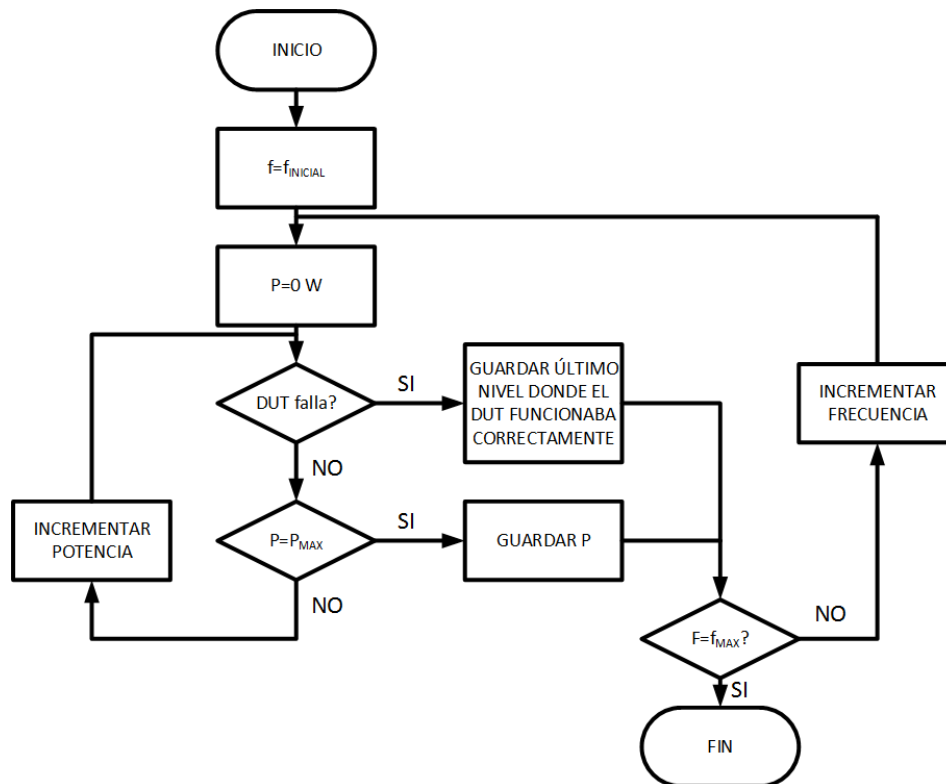 INICIO
f=fINICIAL
P=0 W
DUT falla?
SI
GUARDAR ÚLTIMO
NIVEL DONDE EL
DUT FUNCIONABA
CORRECTAMENTE
INCREMENTAR
FRECUENCIA
NO
INCREMENTAR
POTENCIA
P=PMAX
SI
GUARDAR P
NO
F=fMAX?
NO
SI
FIN